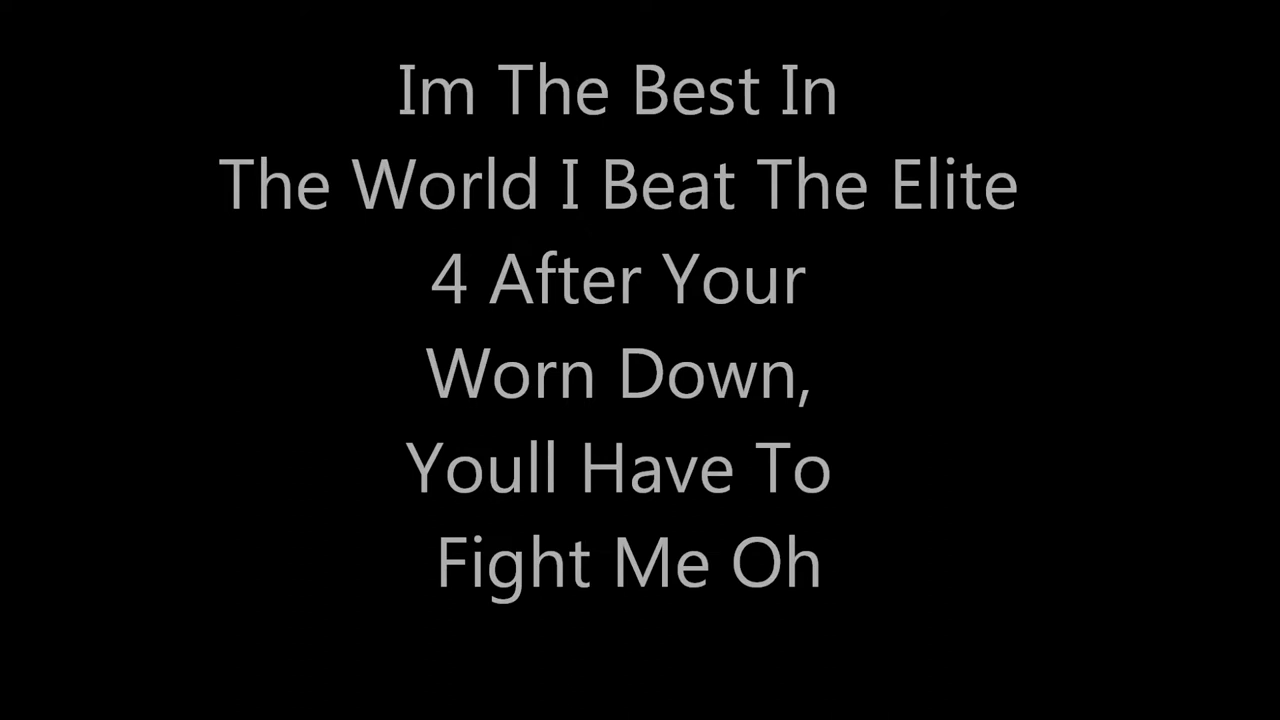 Im The Best In
The World I Beat The Elite
4 After Your
Worn Down,
Youll Have To
Fight Me Oh